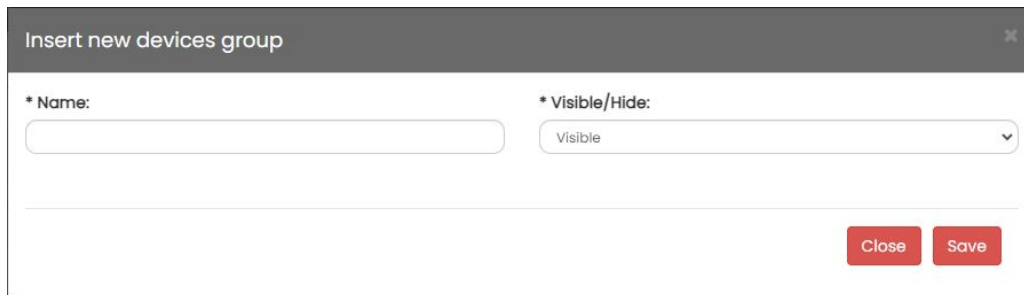 Insert new devices group ×
* Name: * Visible/Hide:
Visible
Close Save